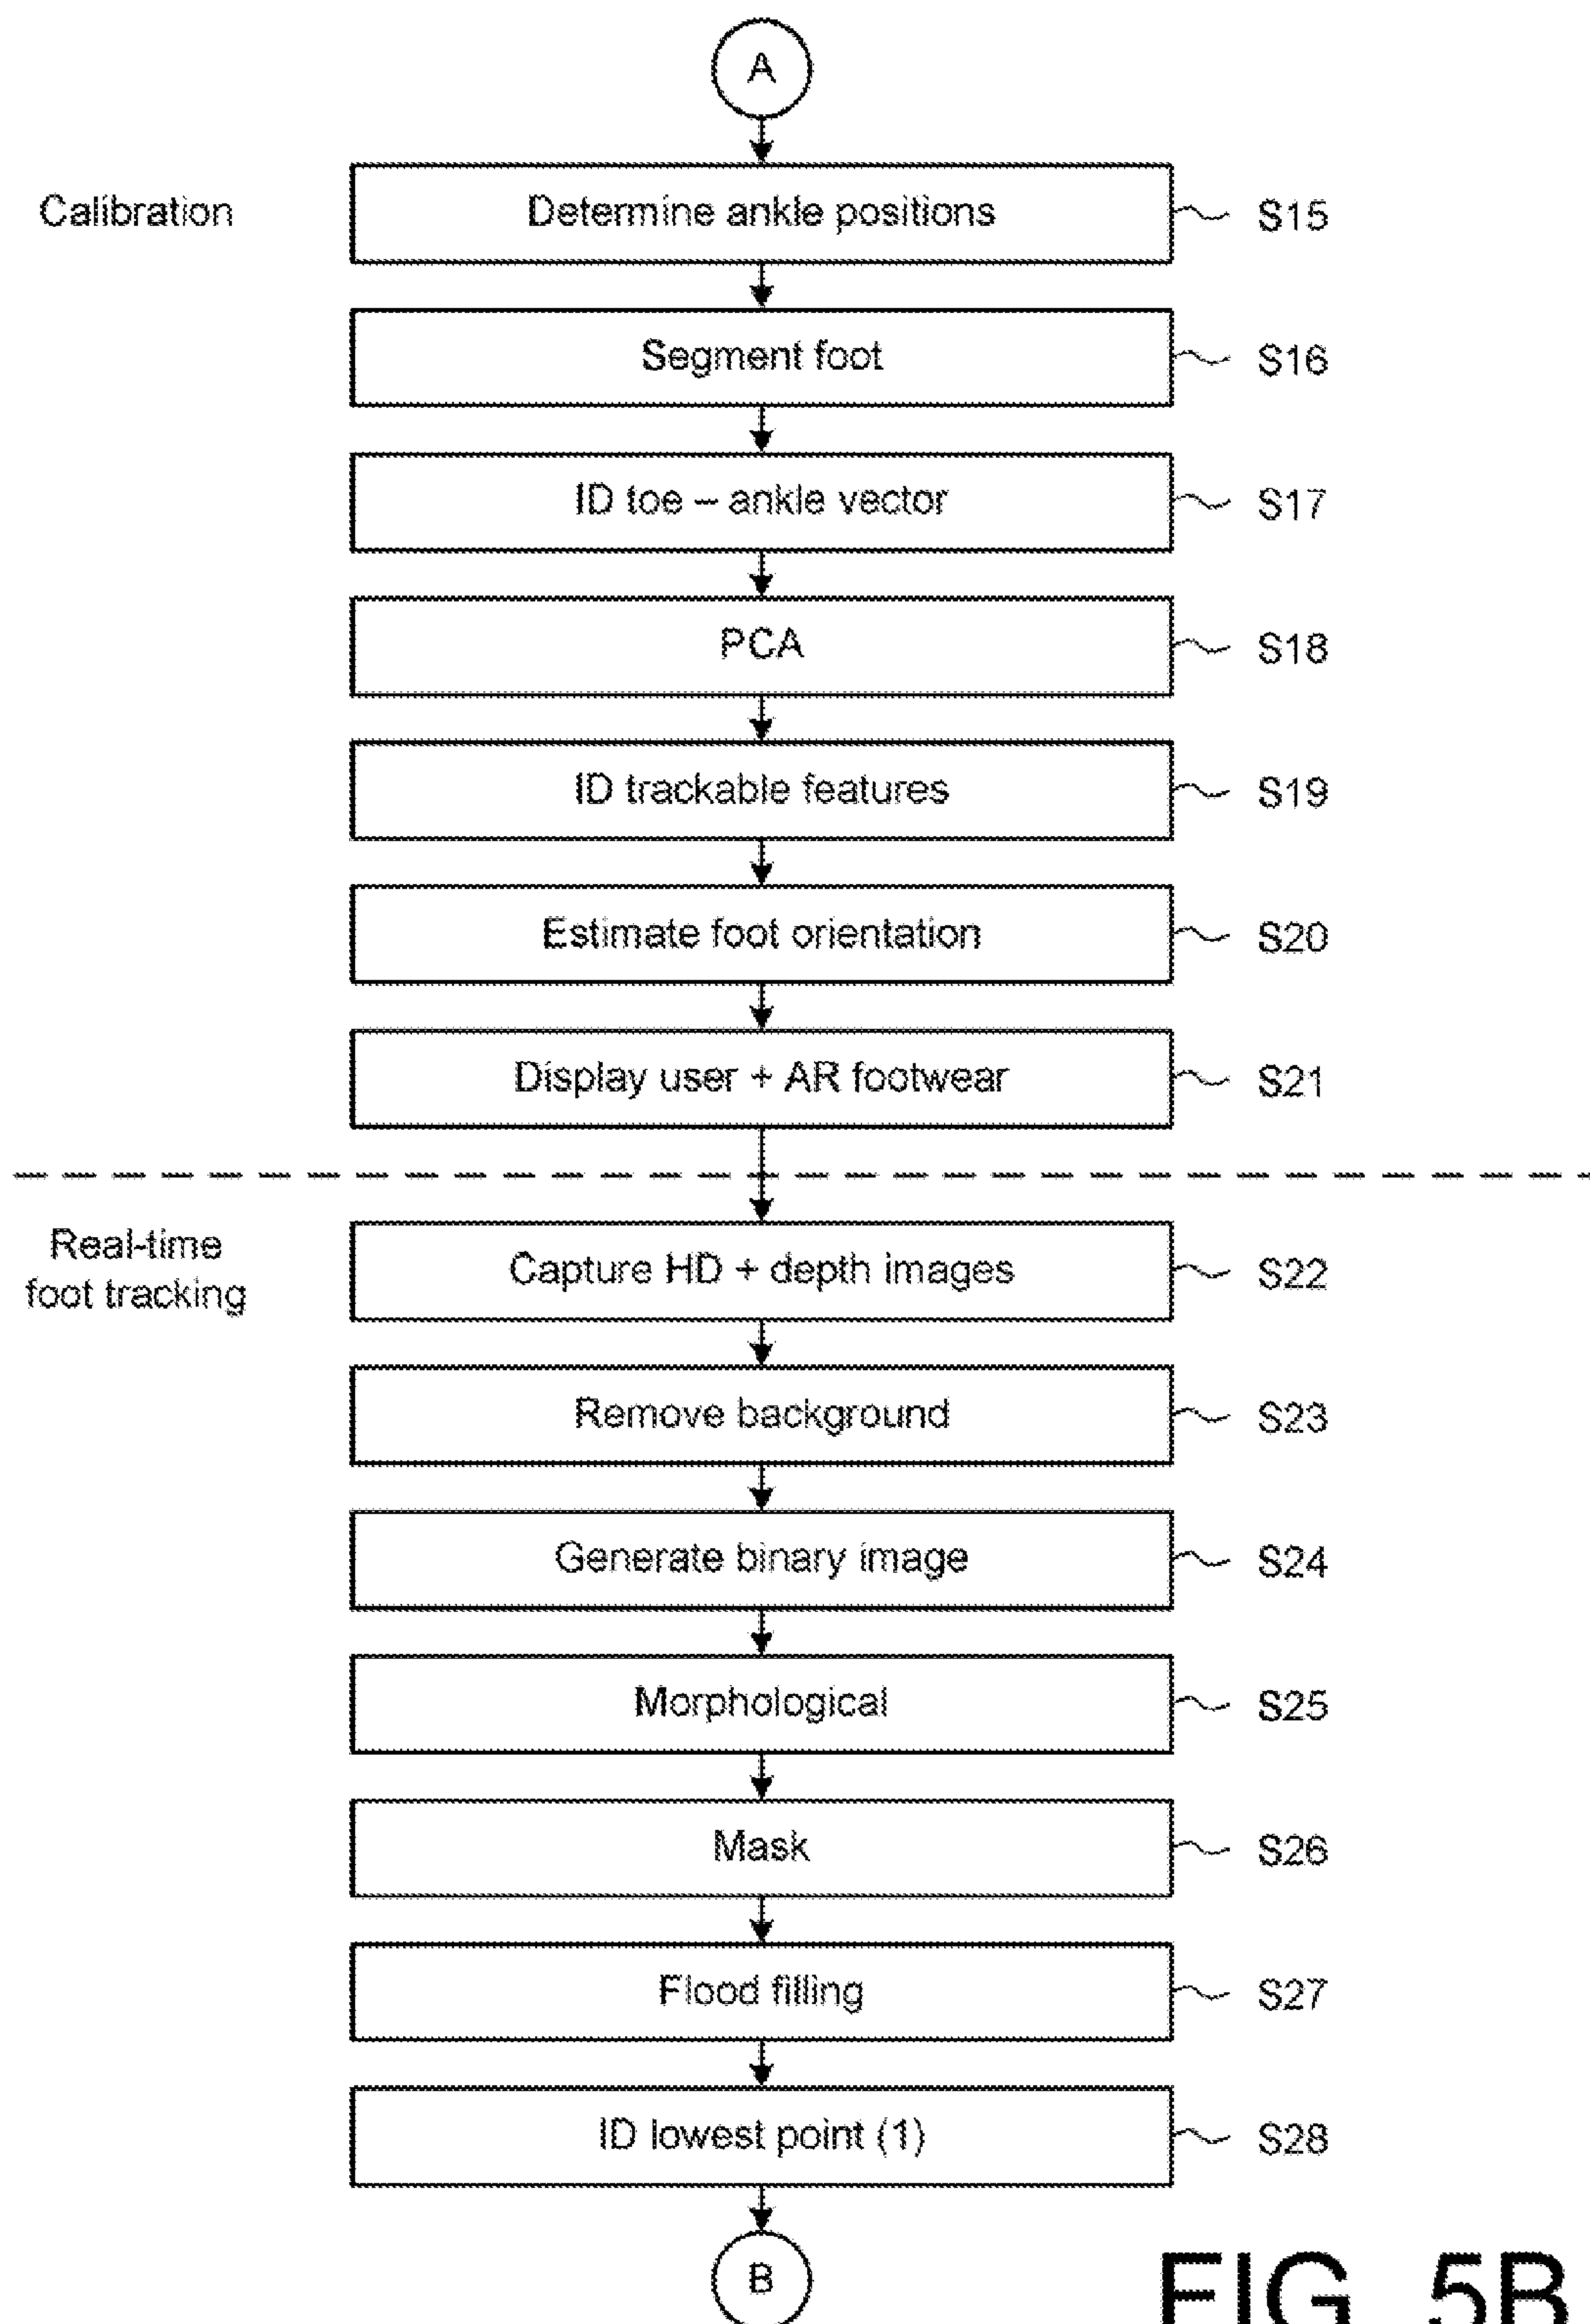 A
Calibration
Determine ankle positions
S15
Segment foot
S16
ID toe – ankle vector
S17
PCA
S18
ID trackable features
S19
Estimate foot orientation
S20
Display user + AR footwear
S21
Real-time
foot tracking
Capture HD + depth images
S22
Remove background
S23
Generate binary image
S24
Morphological
S25
Mask
S26
Flood filling
S27
ID lowest point (1)
S28
B
FIG. 5B